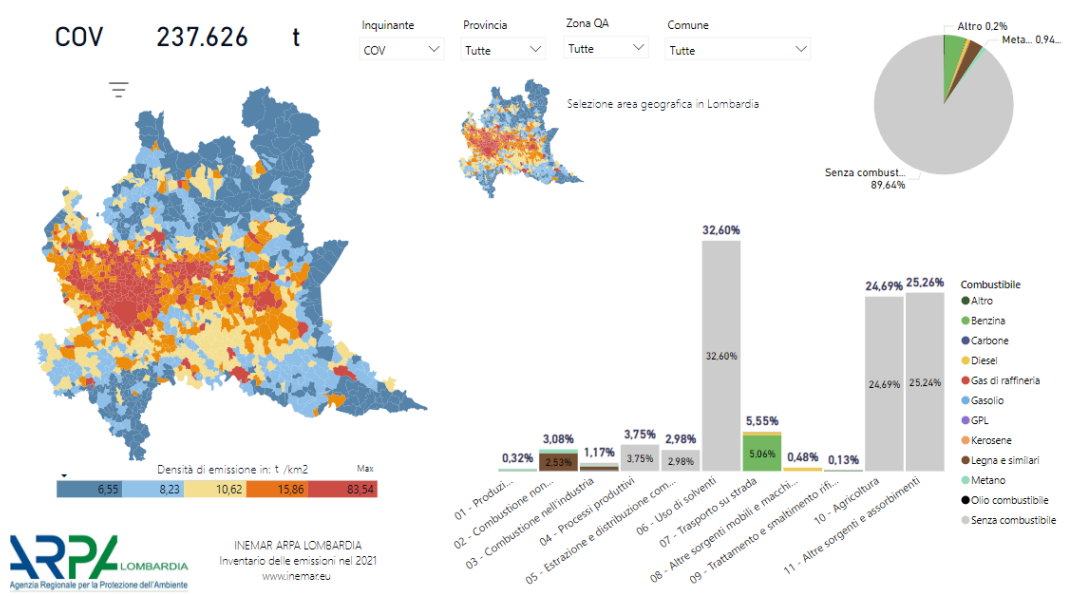 COV 237.626 t
Inquinante
COV
Provincia
Tutte
Zona QA
Tutte
Comune
Tutte
Selezione area geografica in Lombardia
Altro 0,2%
Meta... 0,94...
Senza combust...
89,64%
32,60%
32,60%
24,69%
24,69%
25,26%
25,24%
0,32%
3,08%
2,53%
1,17%
3,75%
3,75%
2,98%
2,98%
5,55%
5,06%
0,48%
0,13%
01 - Produzi...
02 - Combustione non...
03 - Combustione nell'industria
04 - Processi produttivi
05 - Estrazione e distribuzione com...
06 - Uso di solventi
07 - Trasporto su strada
08 - Altre sorgenti mobili e macchi...
09 - Trattamento e smaltimento rifi...
10 - Agricoltura
11 - Altre sorgenti e assorbimenti
Combustibile
Altro
Benzina
Carbone
Diesel
Gas di raffineria
Gasolio
GPL
Kerosene
Legna e similari
Metano
Olio combustibile
Senza combustibile
Densità di emissione in: t /km2
Max
6,55 8,23 10,62 15,86 83,54
ARPA LOMBARDIA
Agenzia Regionale per la Protezione dell'Ambiente
INEMAR ARPA LOMBARDIA
Inventario delle emissioni nel 2021
www.inemar.eu